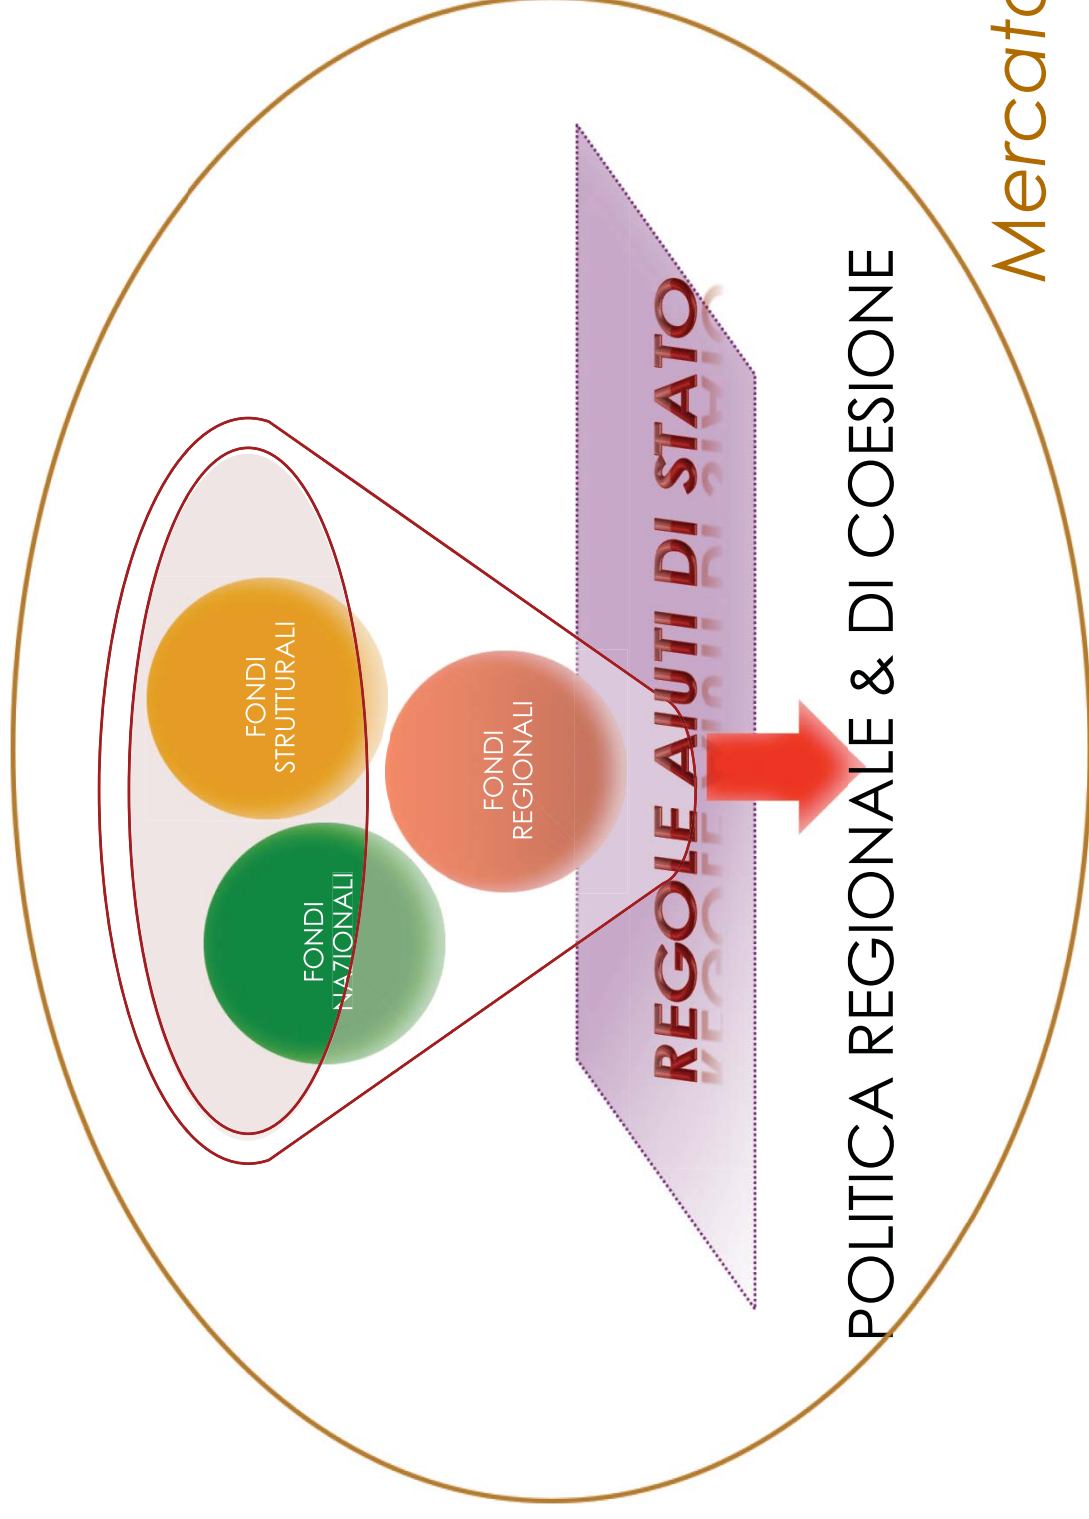 FONDI
STRUTTURALI
FONDI
NAZIONALI
FONDI
REGIONALI
REGOLE AIUTI DI STATO
POLITICA REGIONALE & DI COESIONE
Mercato